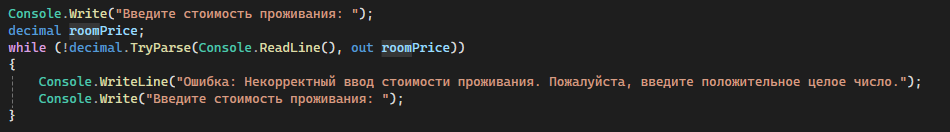 Console.Write("Введите стоимость проживания: ");
decimal roomPrice;
while (!decimal.TryParse(Console.ReadLine(), out roomPrice))
{
    Console.WriteLine("Ошибка: Некорректный ввод стоимости проживания. Пожалуйста, введите положительное целое число.");
    Console.Write("Введите стоимость проживания: ");
}